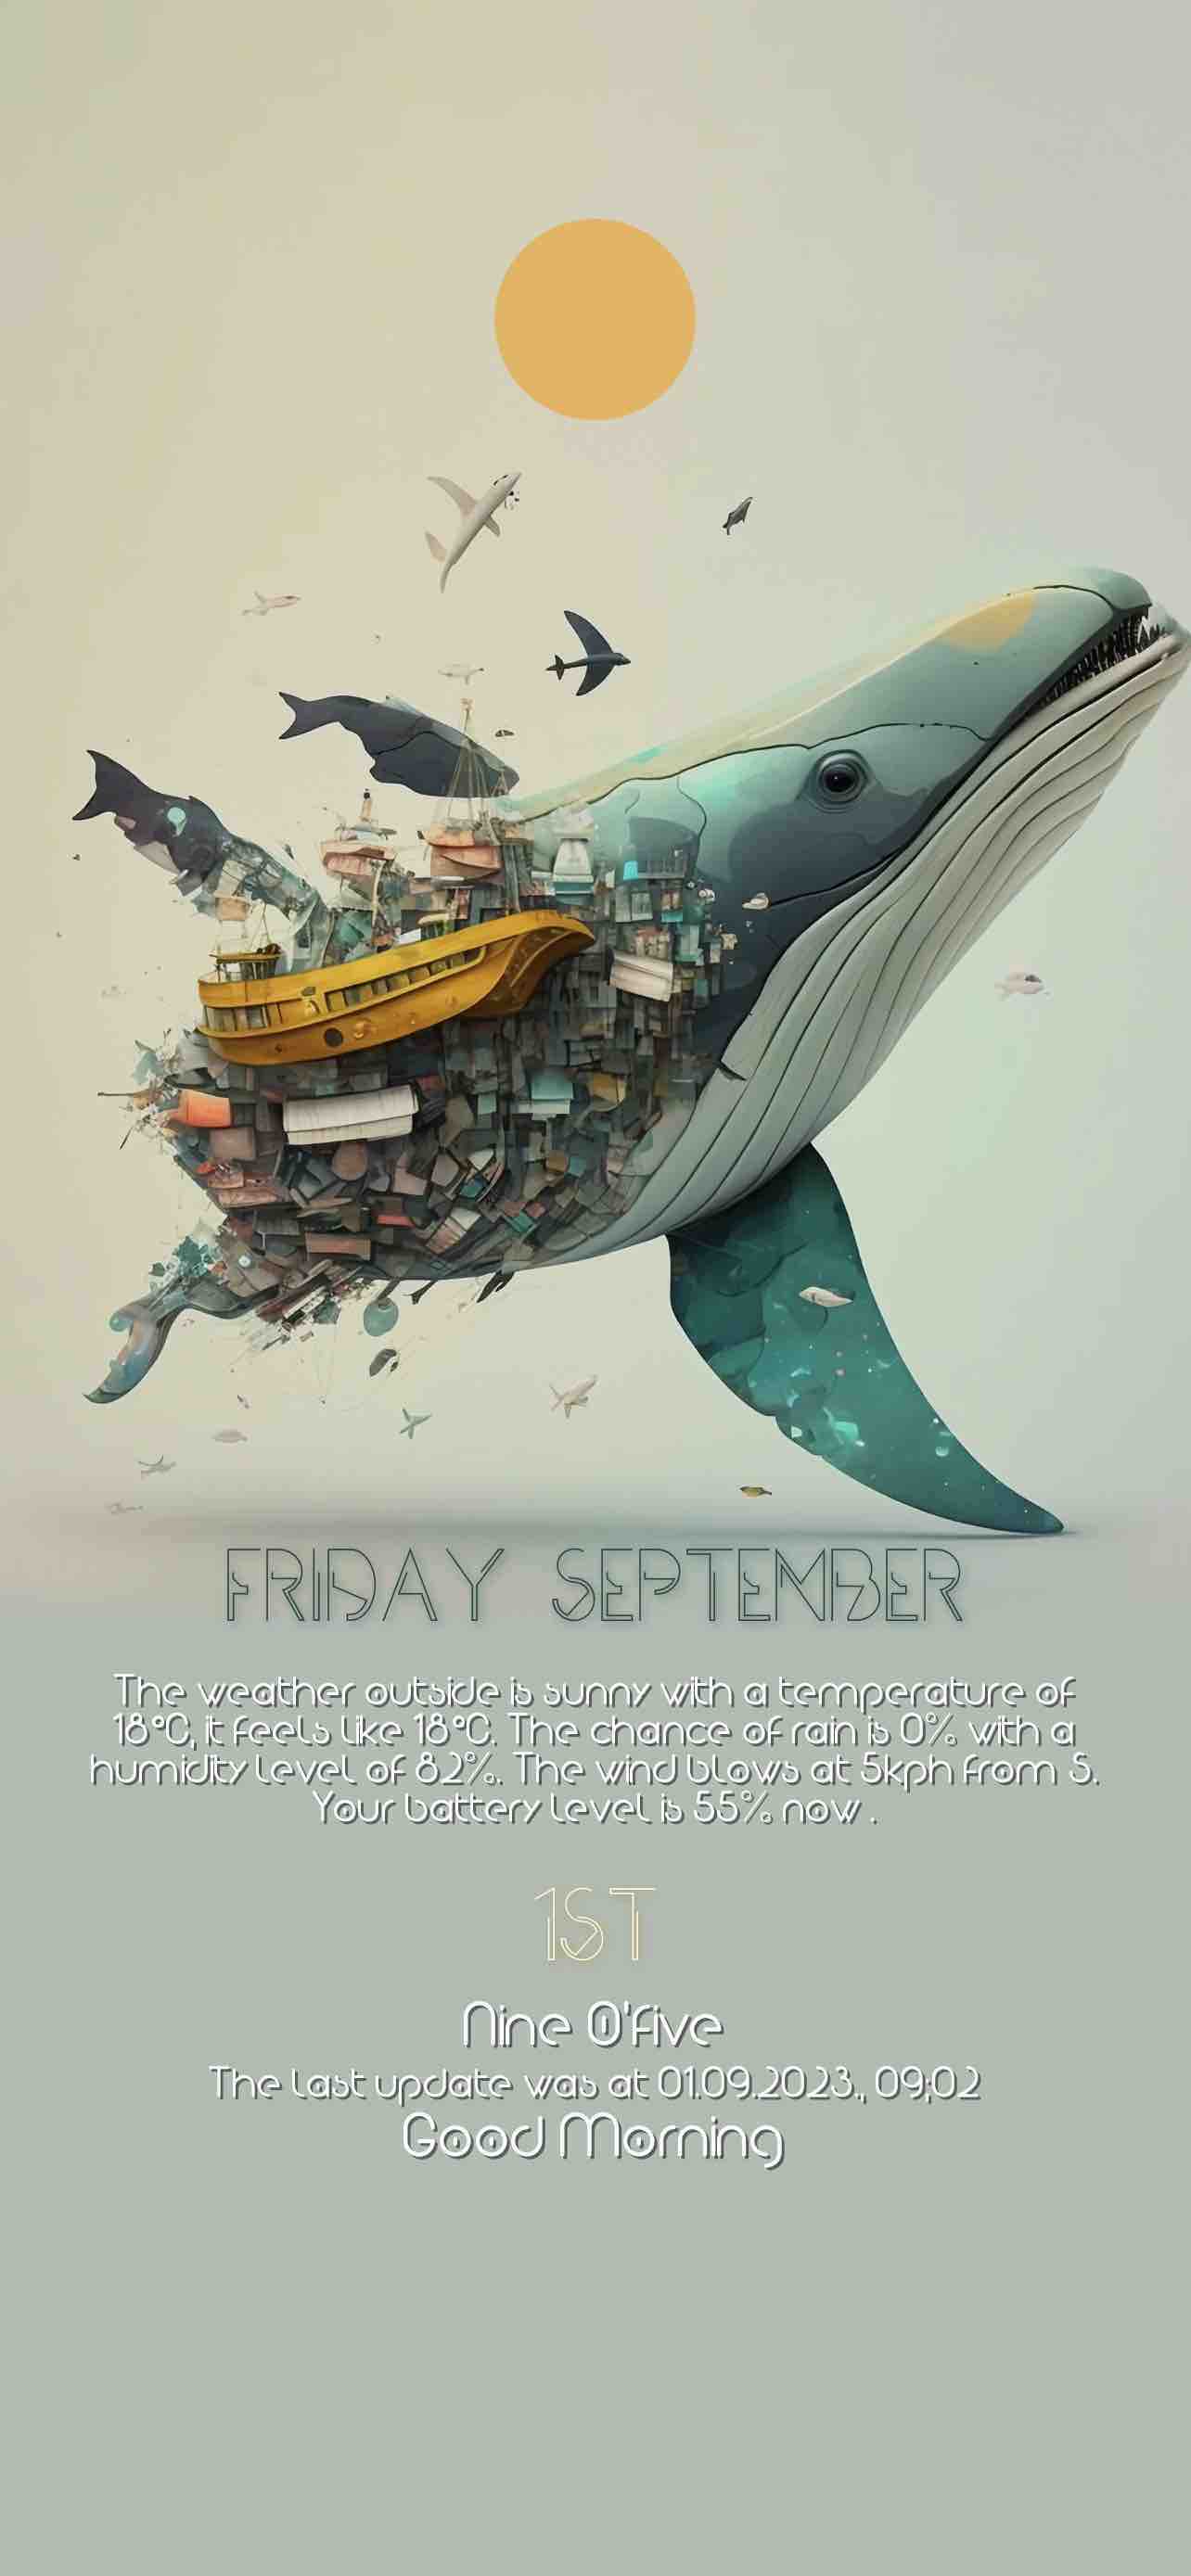 FRIDAY SEPTEMBER
The weather outside is sunny with a temperature of
18°C, it feels like 18°C. The chance of rain is 0% with a
humidity level of 82%. The wind blows at 5kph from S.
Your battery level is 55% now .
1ST
Nine O'five
The last update was at 01.09.2023., 09:02
Good Morning